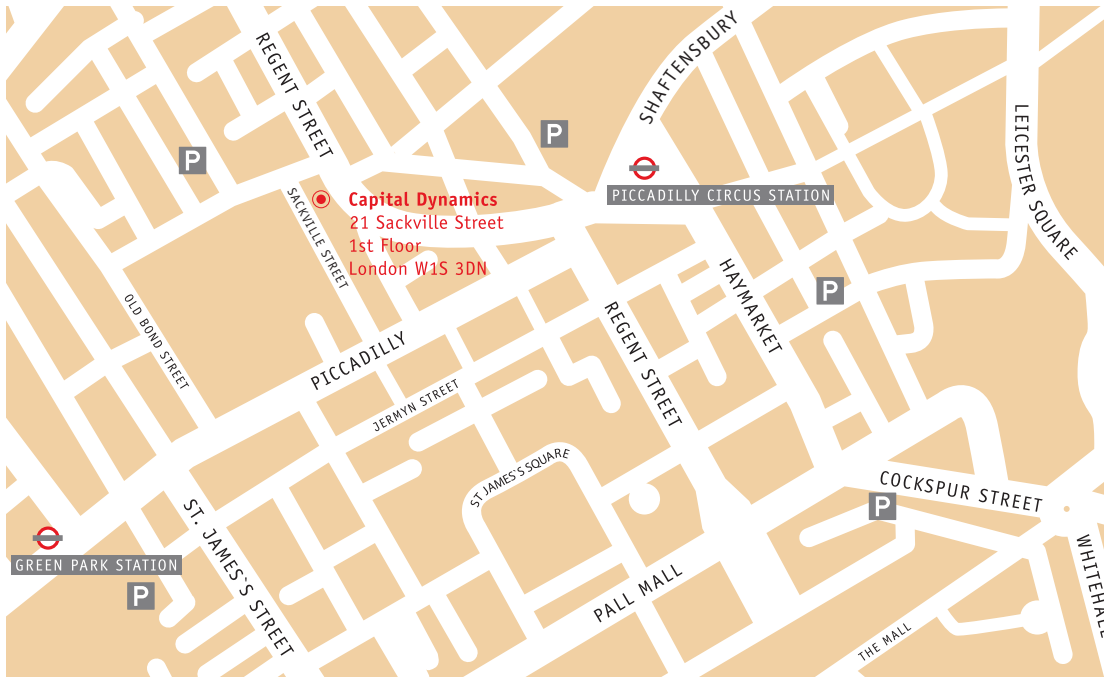 SHAFTENSBURY
REGENT STREET
LEICESTER SQUARE
P
P
PICCADILLY CIRCUS STATION
SACKVILLE STREET
Capital Dynamics
21 Sackville Street
1st Floor
London W1S 3DN
HAYMARKET
P
OLD BOND STREET
PICCADILLY
REGENT STREET
JERMYN STREET
ST JAMES`S SQUARE
COCKSPUR STREET
P
ST. JAMES`S STREET
GREEN PARK STATION
P
PALL MALL
WHITEHALL
THE MALL